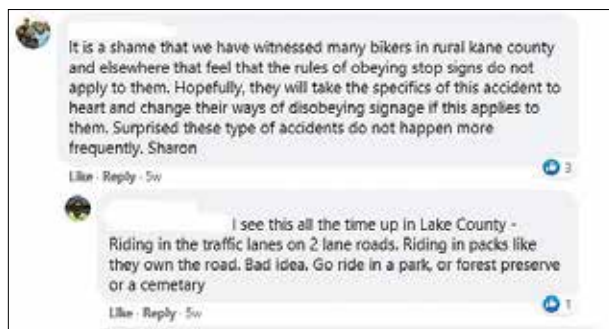 It is a shame that we have witnessed many bikers in rural kane county
and elsewhere that feel that the rules of obeying stop signs do not
apply to them. Hopefully, they will take the specifics of this accident to
heart and change their ways of disobeying signage if this applies to
them. Surprised these type of accidents do not happen more
frequently. Sharon
3
Like · Reply · 5w
I see this all the time up in Lake County -
Riding in the traffic lanes on 2 lane roads. Riding in packs like
they own the road. Bad idea. Go ride in a park, or forest preserve
or a cemetary
1
Like · Reply · 5w